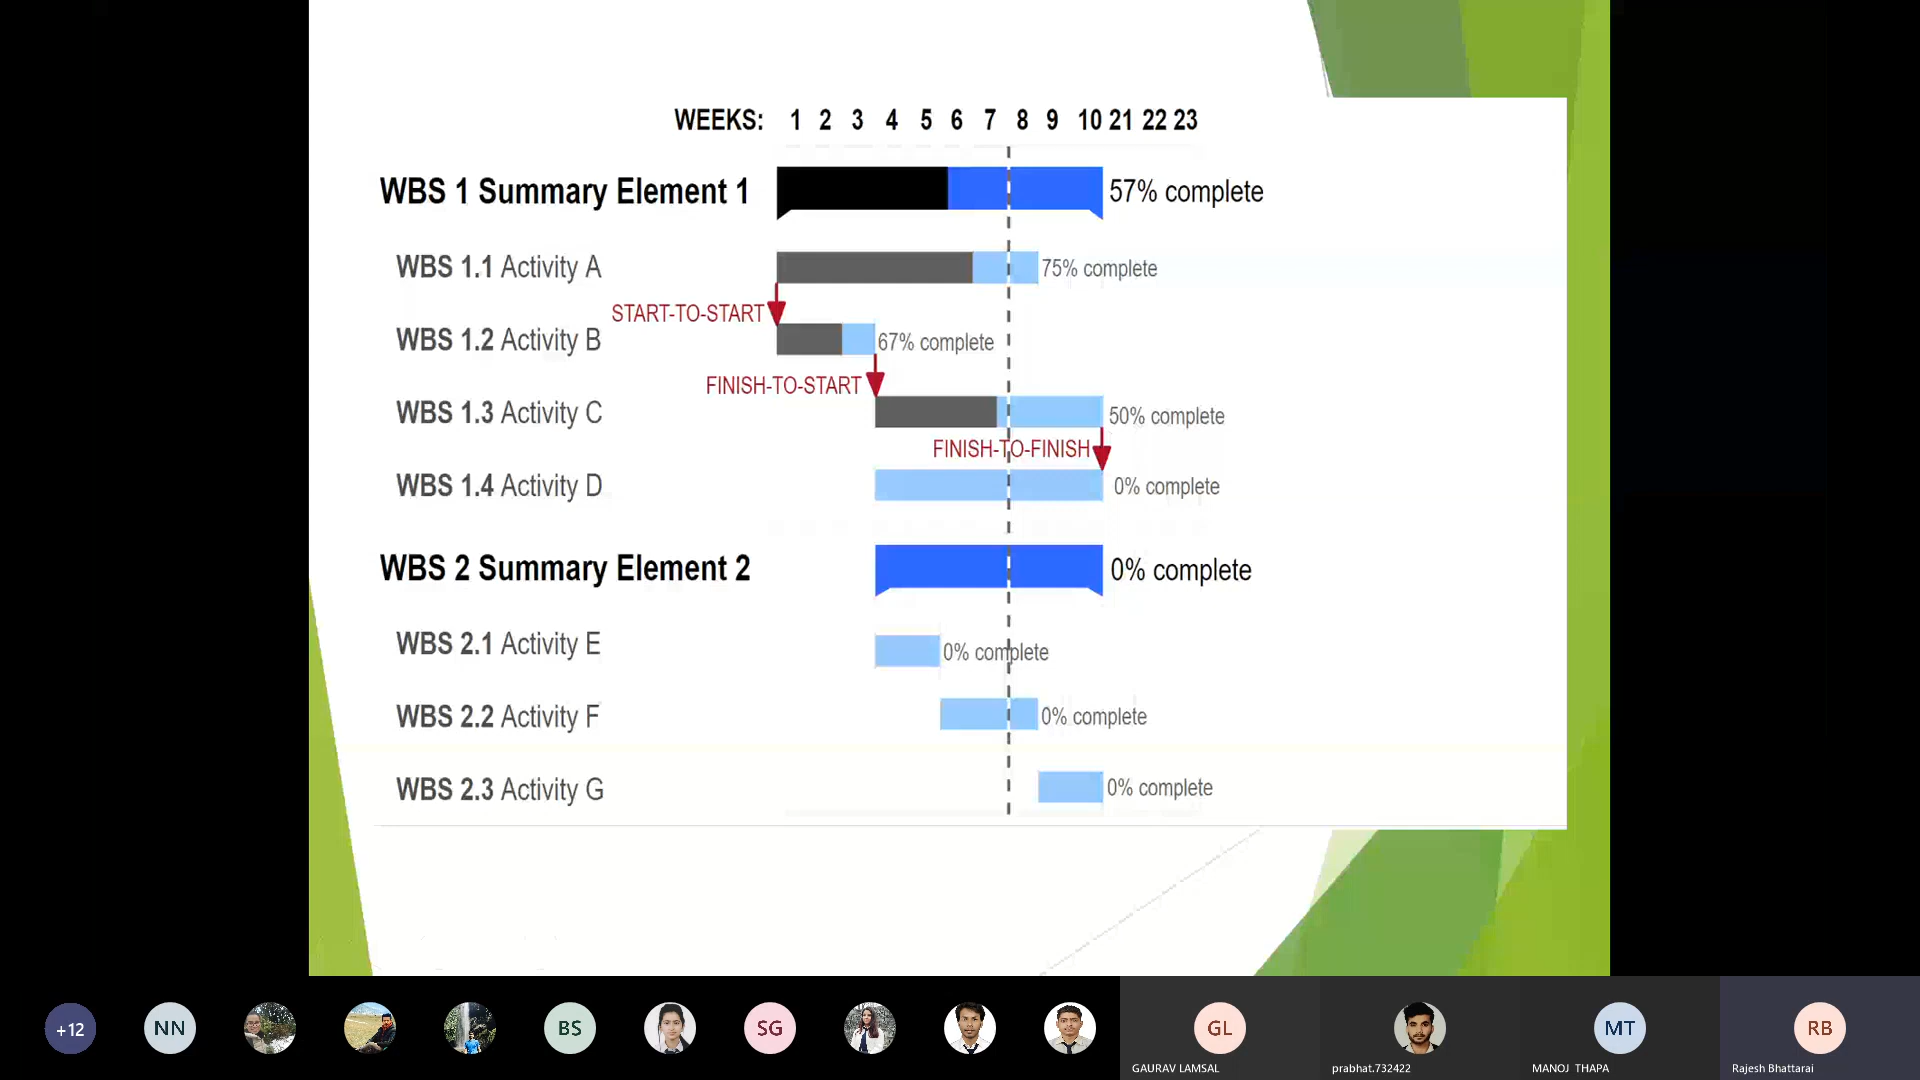 WEEKS: 1 2 3 4 5 6 7 8 9 10 21 22 23
WBS 1 Summary Element 1 57% complete
WBS 1.1 Activity A 75% complete
START-TO-START
WBS 1.2 Activity B 67% complete
FINISH-TO-START
WBS 1.3 Activity C 50% complete
FINISH-TO-FINISH
WBS 1.4 Activity D 0% complete
WBS 2 Summary Element 2 0% complete
WBS 2.1 Activity E 0% complete
WBS 2.2 Activity F 0% complete
WBS 2.3 Activity G 0% complete
+12 NN BS SG GL MT RB
GAURAV LAMSAL prabhat.732422 MANOJ THAPA Rajesh Bhattarai